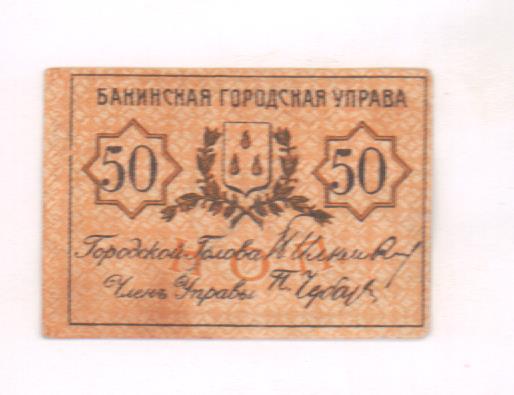 БАКИНСКАЯ ГОРОДСКАЯ УПРАВА
50 50
Городской Голова
Членъ Управы